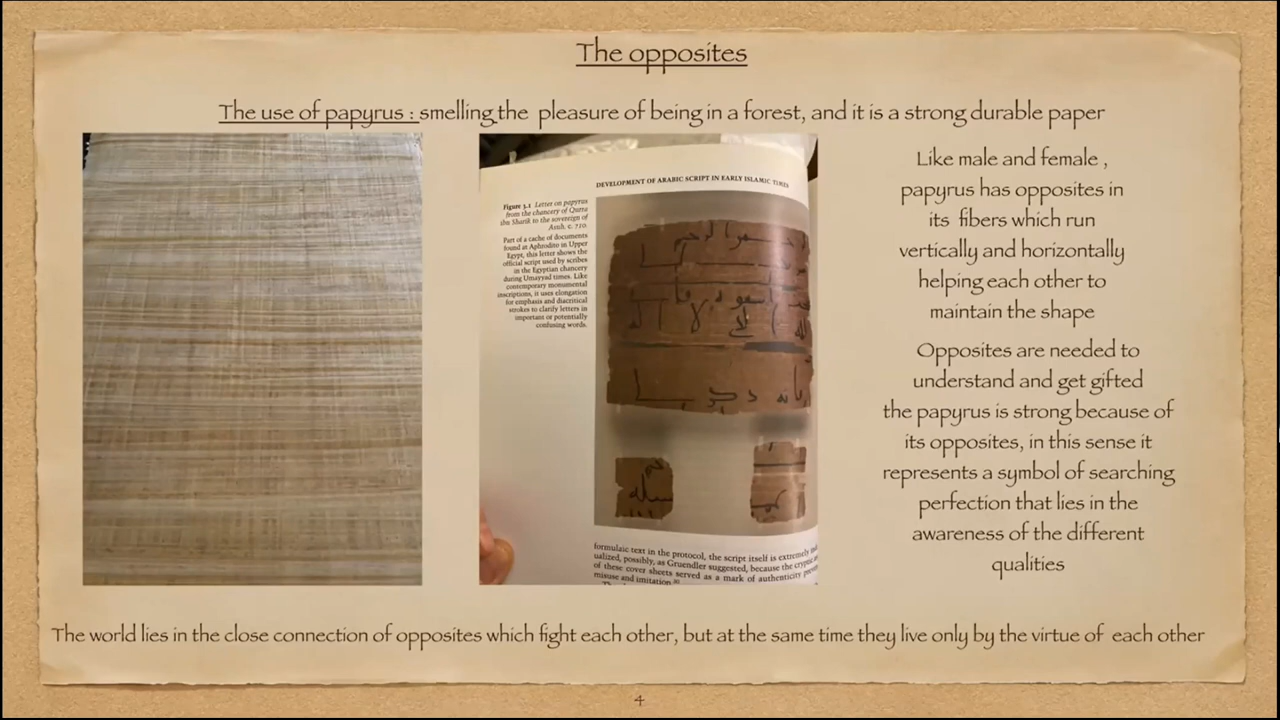 The opposites
The use of papyrus : smelling the pleasure of being in a forest, and it is a strong durable paper
DEVELOPMENT OF ARABIC SCRIPT IN EARLY ISLAMIC TIMES
Figure 3.1 Letter on papyrus
from the chancery of Qurra
ibn Sharik to the sovereign of
c. 710.
Part of a cache of documents
found at Aphrodito in Upper
Egypt, this letter shows the
official script used by scribes
in the Egyptian chancery
during Umayyad times. Like
contemporary monumental
inscriptions, it uses elongation
for emphasis and diacritical
strokes to clarify letters in
important or potentially
confusing words.
formulaic text in the protocol, the script itself is extremely
ualized, possibly, as Gruendler suggested, because the
of these cover sheets served as a mark of authenticity
misuse and imitation.
Like male and female ,
papyrus has opposites in
its fibers which run
vertically and horizontally
helping each other to
maintain the shape
Opposites are needed to
understand and get gifted
the papyrus is strong because of
its opposites, in this sense it
represents a symbol of searching
perfection that lies in the
awareness of the different
qualities
The world lies in the close connection of opposites which fight each other, but at the same time they live only by the virtue of each other
4